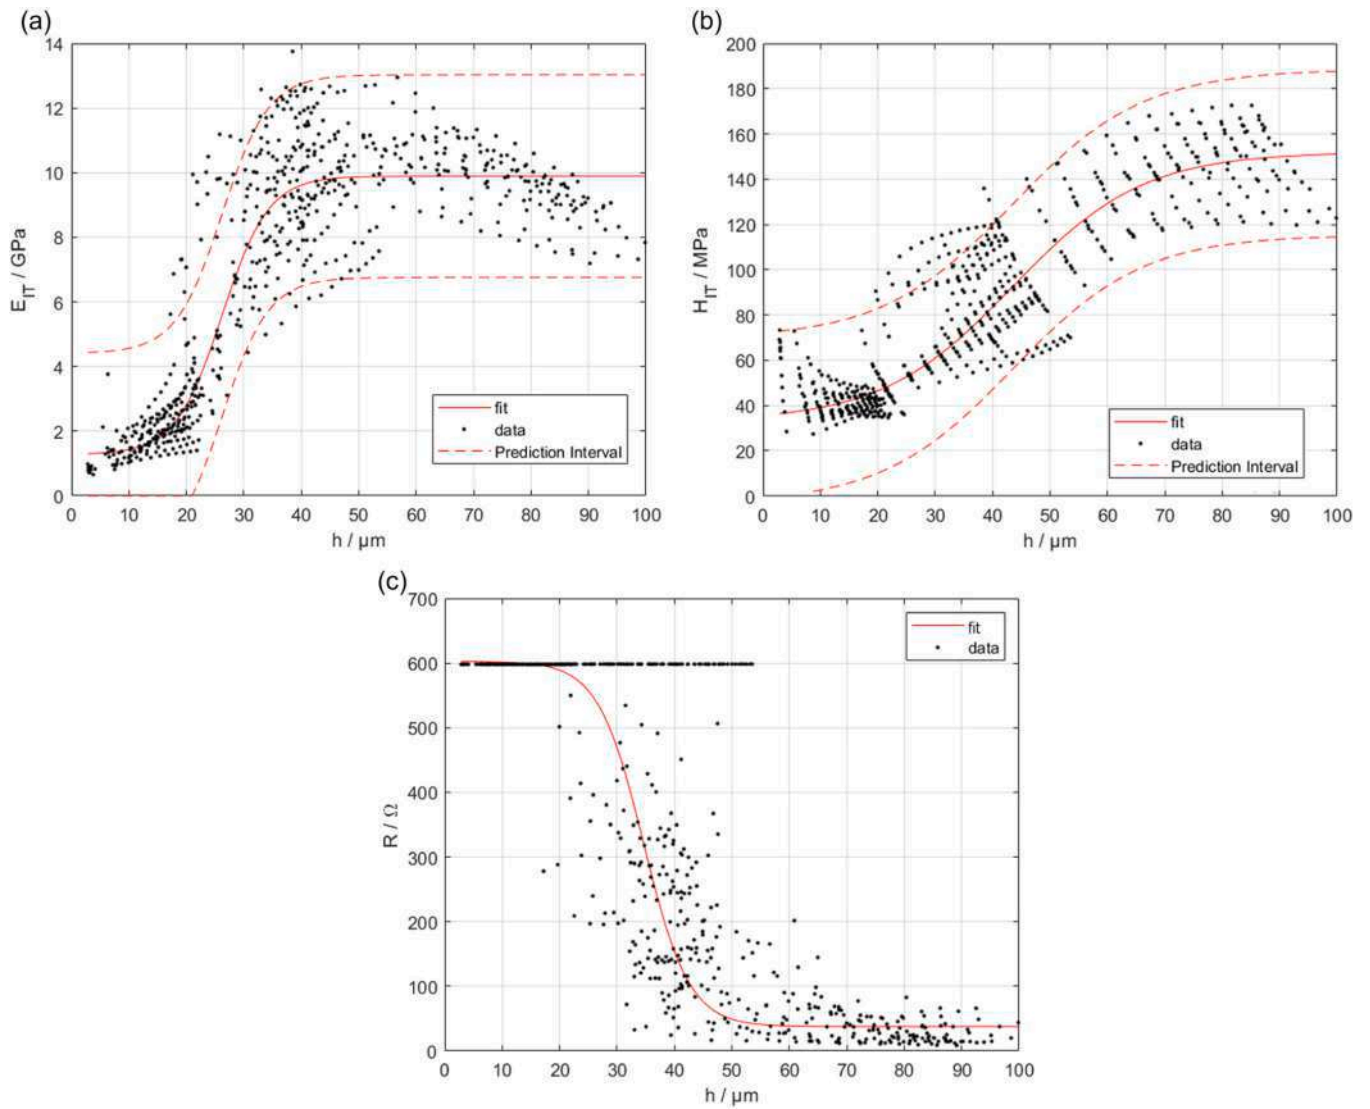 (a)
14
12
10
8
6
4
2
0
E_IT / GPa
fit
data
Prediction Interval
0 10 20 30 40 50 60 70 80 90 100
h / µm
(b)
200
180
160
140
120
100
80
60
40
20
0
H_IT / MPa
fit
data
Prediction Interval
0 10 20 30 40 50 60 70 80 90 100
h / µm
(c)
700
600
500
400
300
200
100
0
R / Ω
fit
data
0 10 20 30 40 50 60 70 80 90 100
h / µm